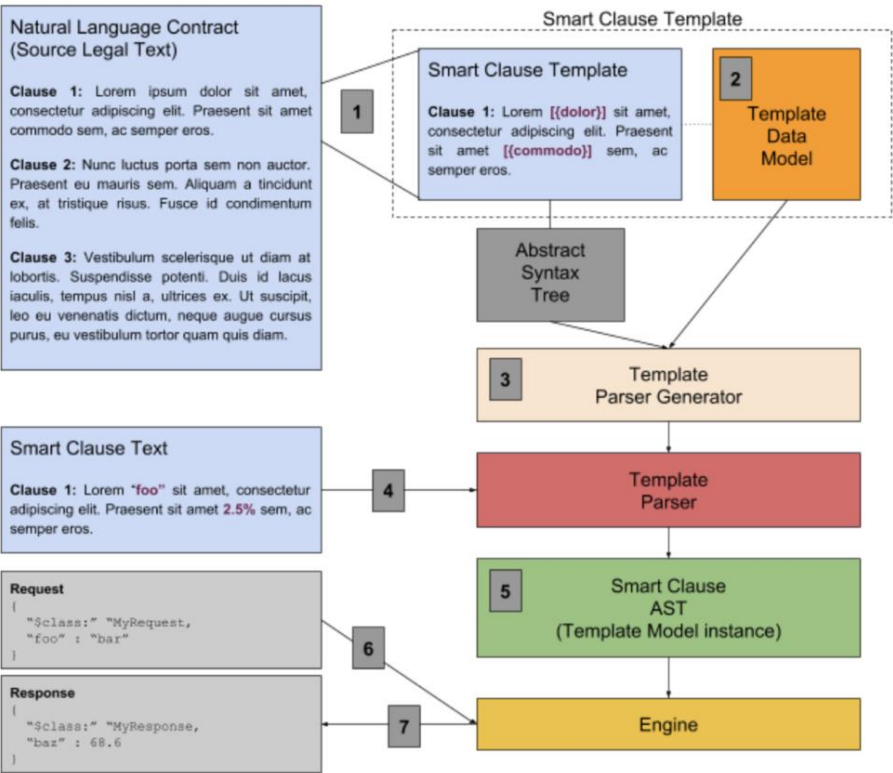 Natural Language Contract
(Source Legal Text)
Clause 1: Lorem ipsum dolor sit amet,
consectetur adipiscing elit. Praesent sit amet
commodo sem, ac semper eros.
Clause 2: Nunc luctus porta sem non auctor.
Praesent eu mauris sem. Aliquam a tincidunt
ex, at tristique risus. Fusce id condimentum
felis.
Clause 3: Vestibulum scelerisque ut diam at
lobortis. Suspendisse potenti. Duis id lacus
iaculis, tempus nisl a, ultrices ex. Ut suscipit,
leo eu venenatis dictum, neque augue cursus
purus, eu vestibulum tortor quam quis diam.
1
Smart Clause Template
Smart Clause Template
Clause 1: Lorem [{{dolor}] sit amet,
consectetur adipiscing elit. Praesent
sit amet [{{commodo}] sem, ac
semper eros.
2
Template
Data
Model
Abstract
Syntax
Tree
3
Template
Parser Generator
Smart Clause Text
Clause 1: Lorem “foo” sit amet, consectetur
adipiscing elit. Praesent sit amet 2.5% sem, ac
semper eros.
4
Template
Parser
5
Smart Clause
AST
(Template Model instance)
Request
{
"$class:" "MyRequest,
"foo" : "bar"
}
6
Response
{
"$class:" "MyResponse,
"baz" : 68.6
}
7
Engine